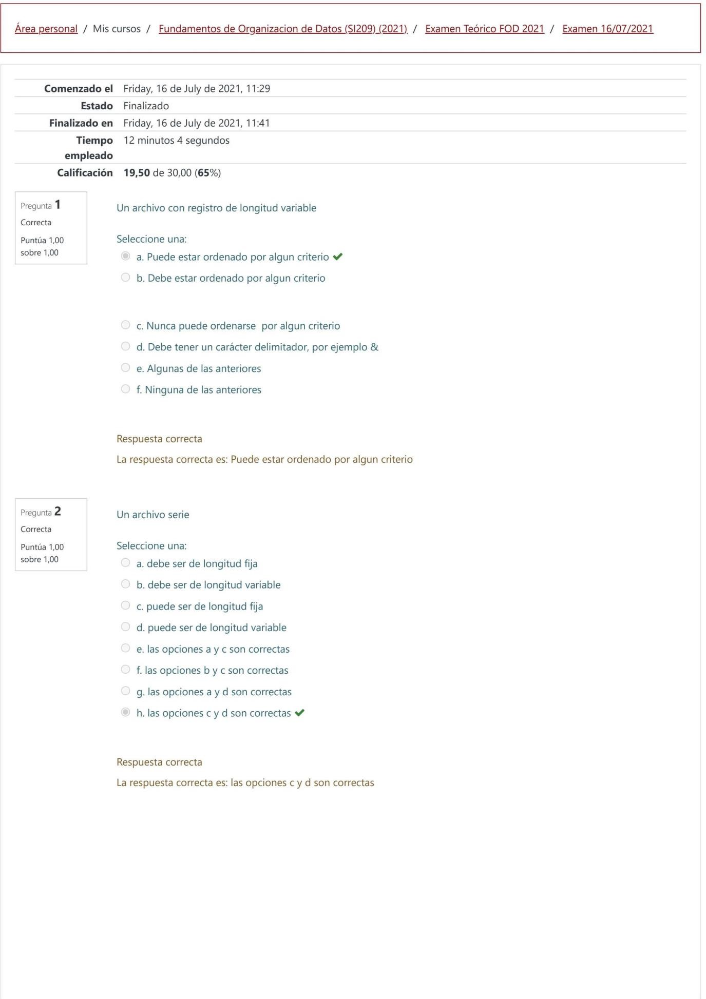 Área personal / Mis cursos / Fundamentos de Organizacion de Datos (SI209) (2021) / Examen Teórico FOD 2021 / Examen 16/07/2021
Comenzado el Friday, 16 de July de 2021, 11:29
Estado Finalizado
Finalizado en Friday, 16 de July de 2021, 11:41
Tiempo 12 minutos 4 segundos
empleado
Calificación 19,50 de 30,00 (65%)
Pregunta 1
Correcta
Puntúa 1,00
sobre 1,00
Un archivo con registro de longitud variable
Seleccione una:
a. Puede estar ordenado por algun criterio ✔
b. Debe estar ordenado por algun criterio
c. Nunca puede ordenarse  por algun criterio
d. Debe tener un carácter delimitador, por ejemplo &
e. Algunas de las anteriores
f. Ninguna de las anteriores
Respuesta correcta
La respuesta correcta es: Puede estar ordenado por algun criterio
Pregunta 2
Correcta
Puntúa 1,00
sobre 1,00
Un archivo serie
Seleccione una:
a. debe ser de longitud fija
b. debe ser de longitud variable
c. puede ser de longitud fija
d. puede ser de longitud variable
e. las opciones a y c son correctas
f. las opciones b y c son correctas
g. las opciones a y d son correctas
h. las opciones c y d son correctas ✔
Respuesta correcta
La respuesta correcta es: las opciones c y d son correctas